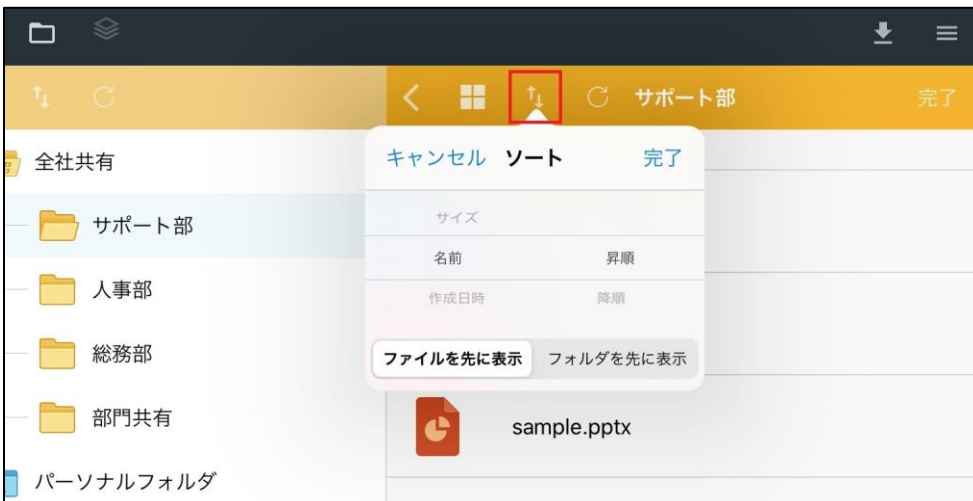 サポート部
完了
全社共有
サポート部
人事部
総務部
部門共有
パーソナルフォルダ
キャンセル ソート 完了
サイズ
名前 昇順
作成日時 降順
ファイルを先に表示 フォルダを先に表示
sample.pptx